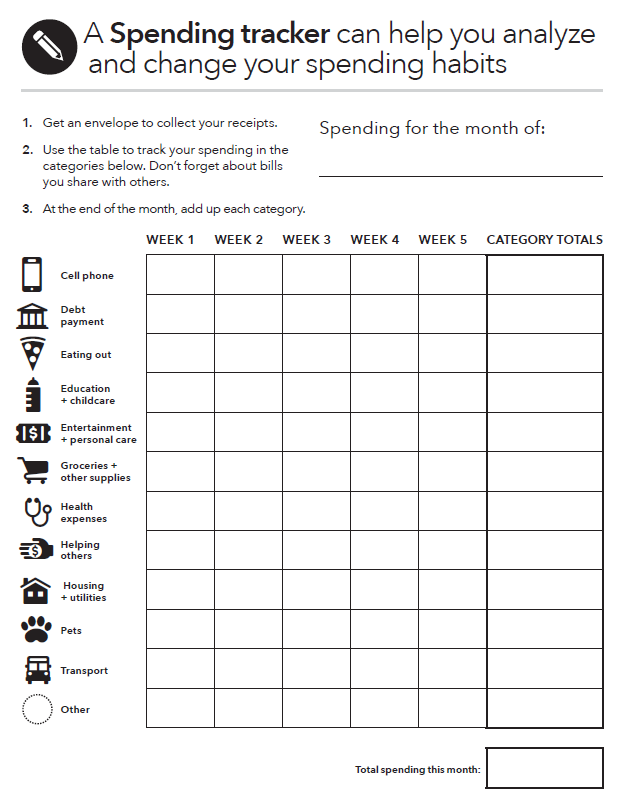 A Spending tracker can help you analyze
and change your spending habits
1. Get an envelope to collect your receipts.
2. Use the table to track your spending in the
categories below. Don't forget about bills
you share with others.
3. At the end of the month, add up each category.
Spending for the month of:
WEEK 1 WEEK 2 WEEK 3 WEEK 4 WEEK 5 CATEGORY TOTALS
Cell phone
Debt
payment
Eating out
Education
+ childcare
$
Entertainment
+ personal care
Groceries +
other supplies
Health
expenses
$
Helping
others
Housing
+ utilities
Pets
Transport
Other
Total spending this month: